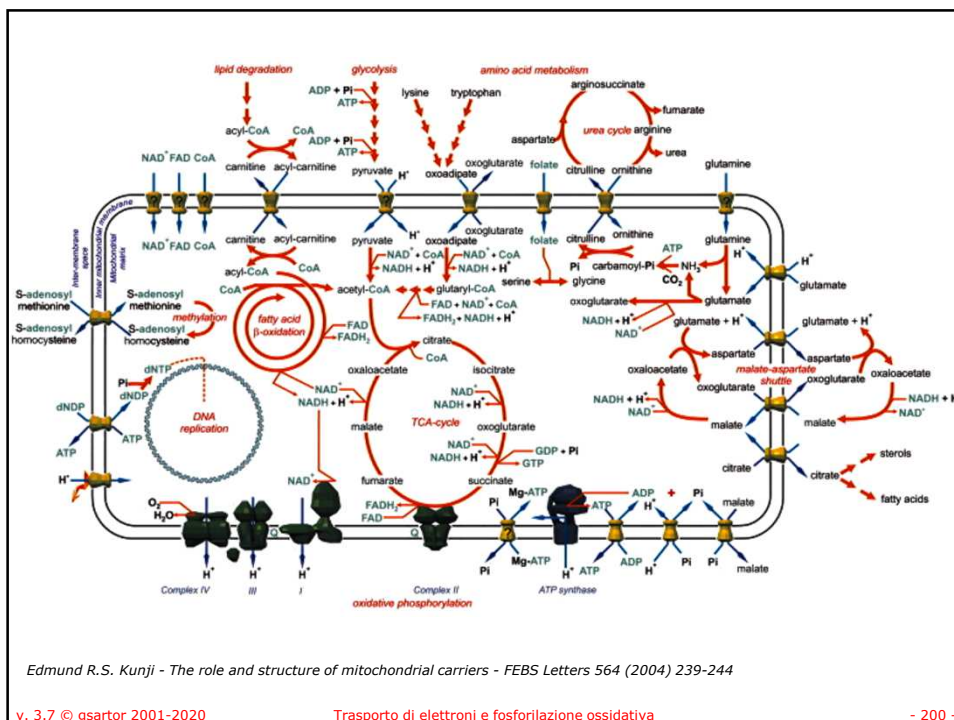 lipid degradation
glycolysis
amino acid metabolism
arginosuccinate
ADP + Pi
ATP
lysine
tryptophan
fumarate
acyl-CoA
CoA
ADP + Pi
ATP
aspartate
urea cycle
arginine
urea
NAD⁺ FAD CoA
carnitine
acyl-carnitine
pyruvate
H⁺
oxoadipate
oxoglutarate
folate
citrulline
ornithine
glutamine
?
?
?
?
?
Inter-membrane
space
Inner mitochondrial membrane
Mitochondrial
matrix
NAD⁺ FAD CoA
carnitine
acyl-carnitine
pyruvate
H⁺
oxoadipate
oxoglutarate
folate
citrulline
ornithine
glutamine
acyl-CoA
CoA
NAD⁺ + CoA
NADH + H⁺
NAD⁺ + CoA
NADH + H⁺
Pi
carbamoyl-Pi
ATP
NH₃
CO₂
H⁺
H⁺
glutamate
CoA
acetyl-CoA
glutaryl-CoA
serine
glycine
oxoglutarate
glutamate
S-adenosyl
methionine
S-adenosyl
methionine
methylation
S-adenosyl
homocysteine
S-adenosyl
homocysteine
fatty acid
β-oxidation
FAD
FADH₂
FAD + NAD⁺ + CoA
FADH₂ + NADH + H⁺
NADH + H⁺
NAD⁺
glutamate + H⁺
glutamate + H⁺
citrate
CoA
aspartate
aspartate
malate-aspartate
shuttle
oxaloacetate
isocitrate
oxaloacetate
oxoglutarate
oxoglutarate
oxaloacetate
dNTP
Pi
dNDP
dNDP
ATP
ATP
DNA
replication
NAD⁺
NADH + H⁺
malate
TCA-cycle
NAD⁺
NADH + H⁺
oxoglutarate
NADH + H⁺
NAD⁺
malate
malate
NADH + H
NAD⁺
NAD⁺
NADH + H⁺
GDP + Pi
GTP
citrate
citrate
sterols
fatty acids
H⁺
NAD⁺
fumarate
succinate
FADH₂
FAD
O₂
H₂O
Q
Q
Mg-ATP
Pi
?
ADP
ATP
+
H⁺
Pi
malate
H⁺
H⁺
H⁺
Pi
Mg-ATP
H⁺
ATP
ADP
H⁺
Pi
Pi
malate
Complex IV
III
I
Complex II
ATP synthase
oxidative phosphorylation
Edmund R.S. Kunji - The role and structure of mitochondrial carriers - FEBS Letters 564 (2004) 239-244
v. 3.7 © gsartor 2001-2020
Trasporto di elettroni e fosforilazione ossidativa
- 200 -